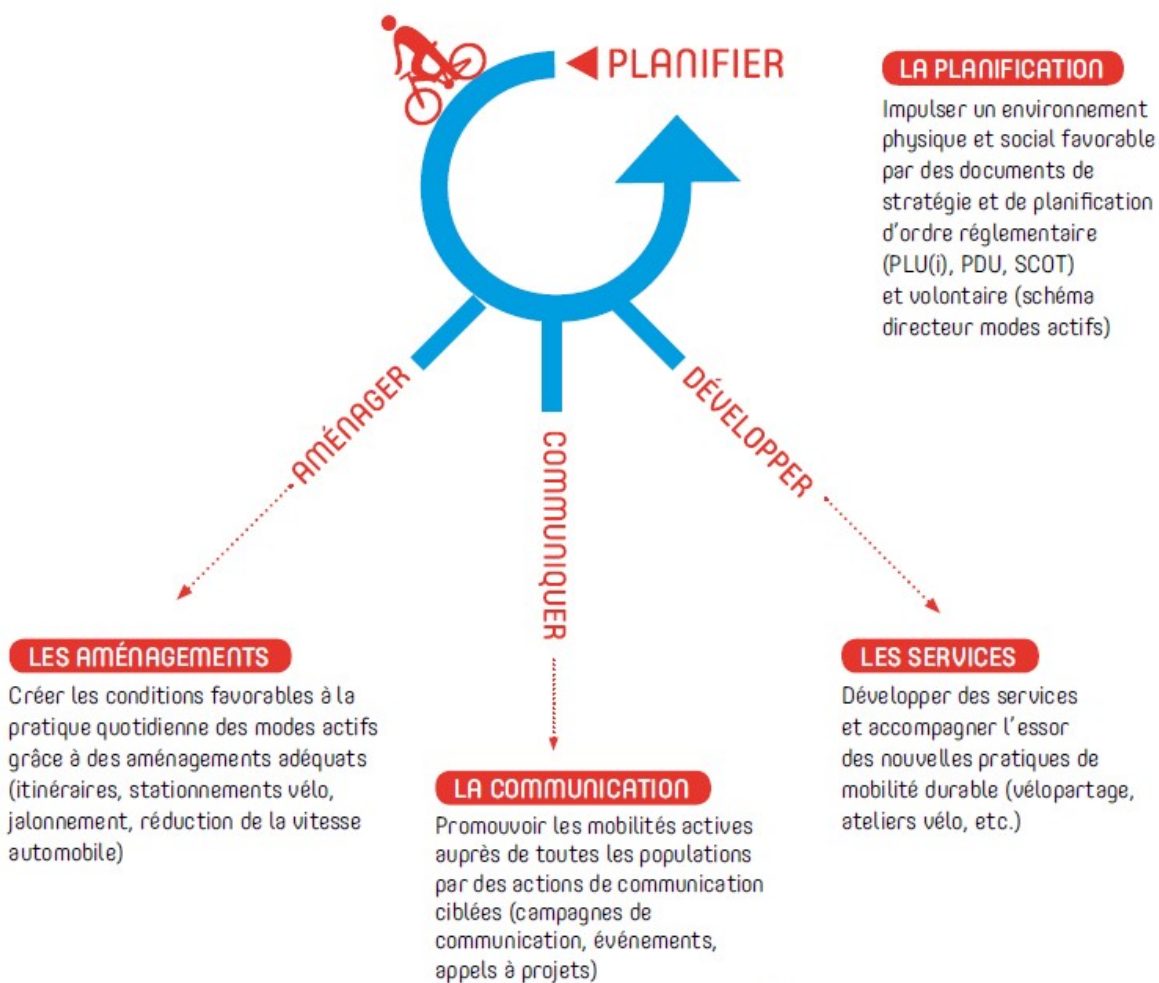 PLANIFIER
LA PLANIFICATION
Impulser un environnement
physique et social favorable
par des documents de
stratégie et de planification
d'ordre réglementaire
(PLU(i), PDU, SCOT)
et volontaire (schéma
directeur modes actifs)
AMÉNAGER
COMMUNIQUER
DÉVELOPPER
LES AMÉNAGEMENTS
Créer les conditions favorables à la
pratique quotidienne des modes actifs
grâce à des aménagements adéquats
(itinéraires, stationnements vélo,
jalonnement, réduction de la vitesse
automobile)
LA COMMUNICATION
Promouvoir les mobilités actives
auprès de toutes les populations
par des actions de communication
ciblées (campagnes de
communication, événements,
appels à projets)
LES SERVICES
Développer des services
et accompagner l'essor
des nouvelles pratiques de
mobilité durable (vélopartage,
ateliers vélo, etc.)